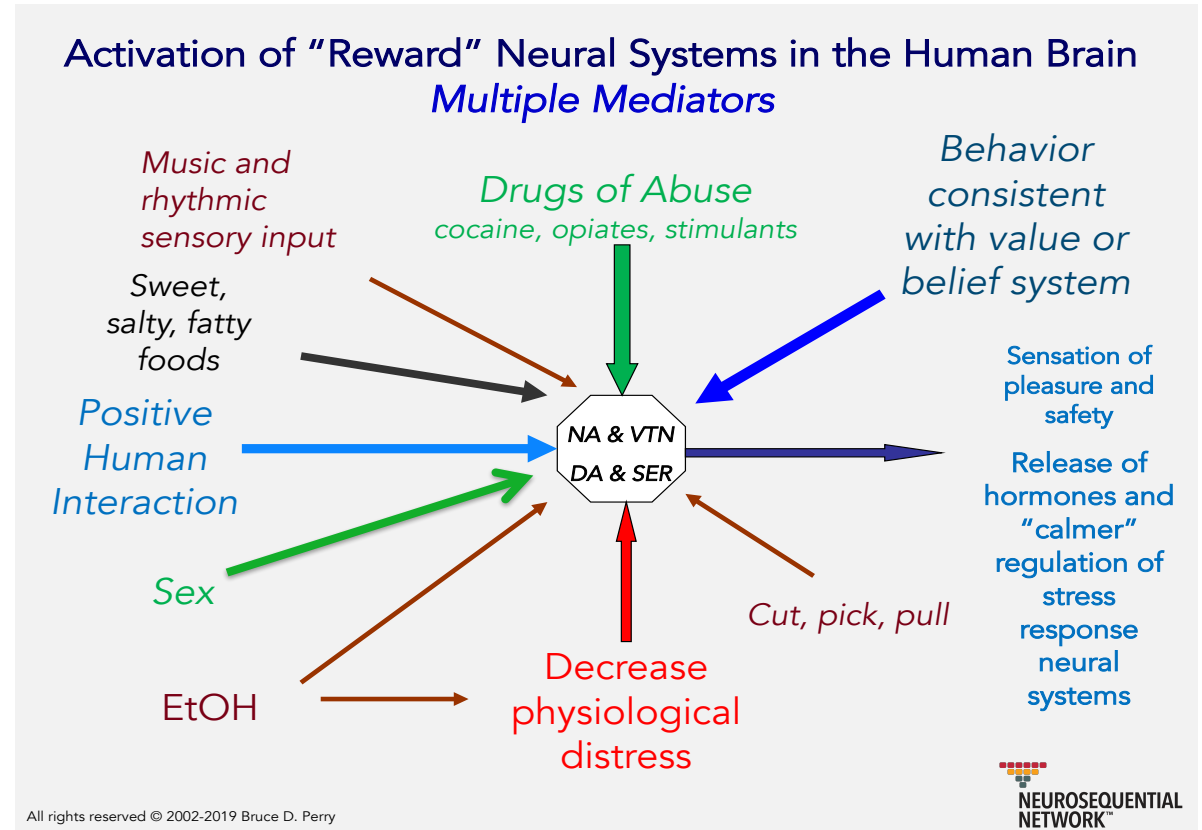 Activation of “Reward” Neural Systems in the Human Brain
Multiple Mediators
Music and
rhythmic
sensory input
Drugs of Abuse
cocaine, opiates, stimulants
Behavior
consistent
with value or
belief system
Sweet,
salty, fatty
foods
Positive
Human
Interaction
NA & VTN
DA & SER
Sensation of
pleasure and
safety
Release of
hormones and
“calmer”
regulation of
stress
response
neural
systems
Sex
Cut, pick, pull
EtOH
Decrease
physiological
distress
All rights reserved © 2002-2019 Bruce D. Perry
NEUROSEQUENTIAL
NETWORK™